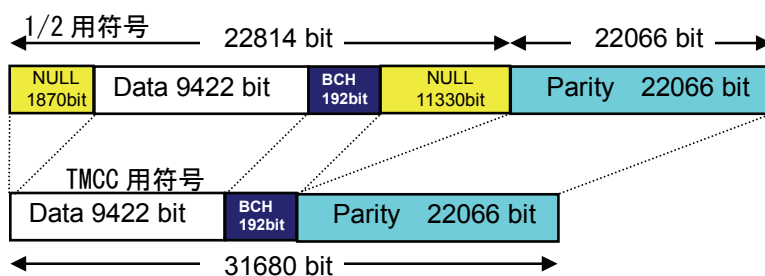 1/2 用符号
22814 bit
22066 bit
NULL
1870bit
Data 9422 bit
BCH
192bit
NULL
11330bit
Parity 22066 bit
TMCC 用符号
Data 9422 bit
BCH
192bit
Parity 22066 bit
31680 bit